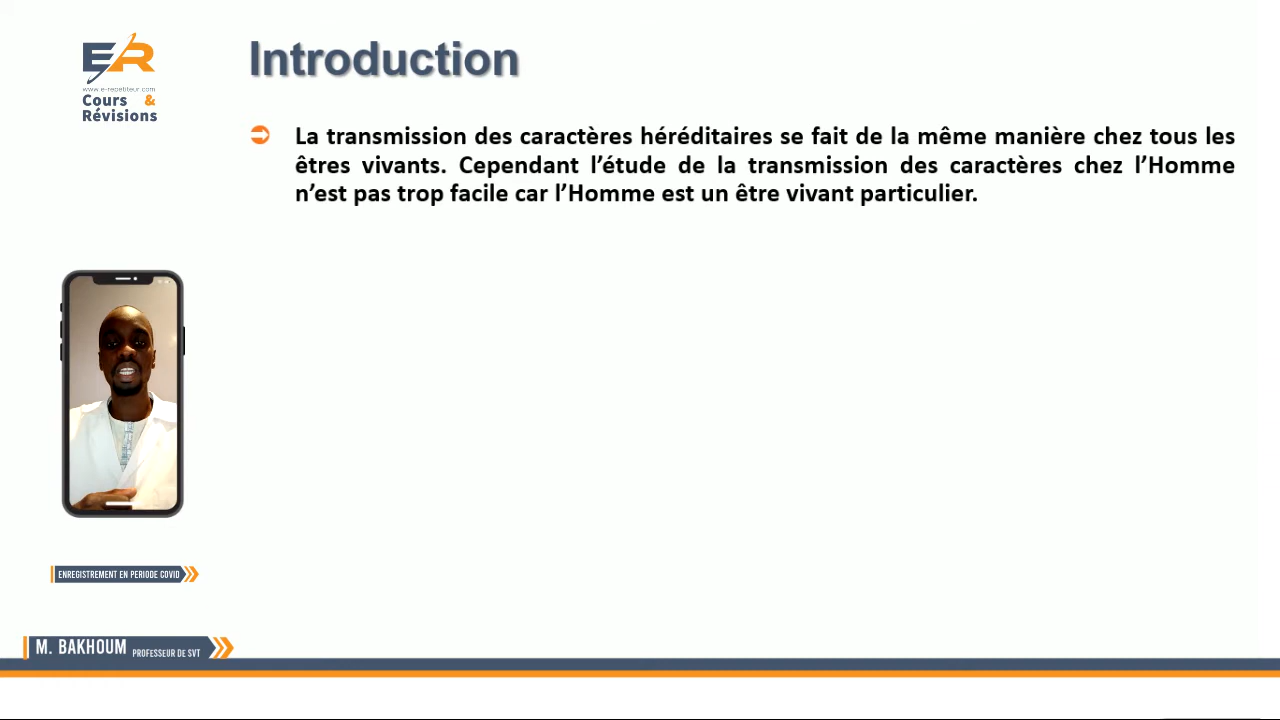 Introduction
ER
www.e-repetiteur.com
Cours &
Révisions
La transmission des caractères héréditaires se fait de la même manière chez tous les
êtres vivants. Cependant l’étude de la transmission des caractères chez l’Homme
n’est pas trop facile car l’Homme est un être vivant particulier.
ENREGISTREMENT EN PERIODE COVID
M. BAKHOUM PROFESSEUR DE SVT